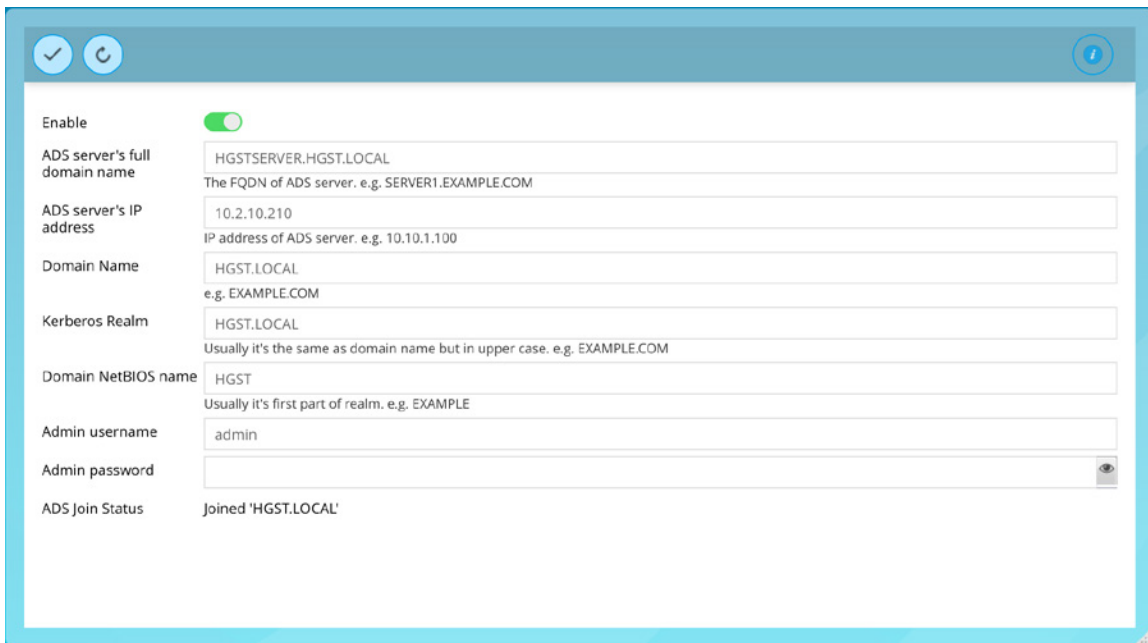 Enable
ADS server's full domain name
HGSTSERVER.HGST.LOCAL
The FQDN of ADS server. e.g. SERVER1.EXAMPLE.COM
ADS server's IP address
10.2.10.210
IP address of ADS server. e.g. 10.10.1.100
Domain Name
HGST.LOCAL
e.g. EXAMPLE.COM
Kerberos Realm
HGST.LOCAL
Usually it's the same as domain name but in upper case. e.g. EXAMPLE.COM
Domain NetBIOS name
HGST
Usually it's first part of realm. e.g. EXAMPLE
Admin username
admin
Admin password
ADS Join Status
Joined 'HGST.LOCAL'